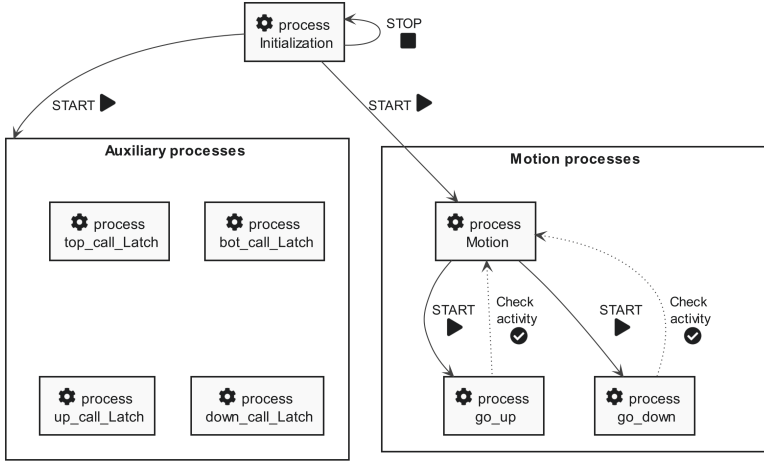 process
Initialization
STOP
START
START
Auxiliary processes
process
top_call_Latch
process
bot_call_Latch
process
up_call_Latch
process
down_call_Latch
Motion processes
process
Motion
START
Check
activity
START
Check
activity
process
go_up
process
go_down